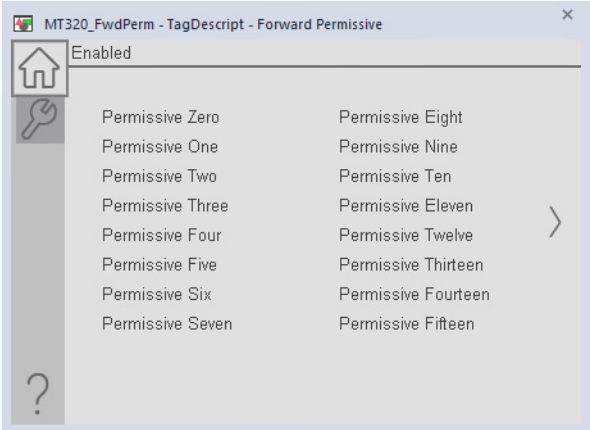 MT320_FwdPerm - TagDescript - Forward Permissive
Enabled
Permissive Zero
Permissive One
Permissive Two
Permissive Three
Permissive Four
Permissive Five
Permissive Six
Permissive Seven
Permissive Eight
Permissive Nine
Permissive Ten
Permissive Eleven
Permissive Twelve
Permissive Thirteen
Permissive Fourteen
Permissive Fifteen
?